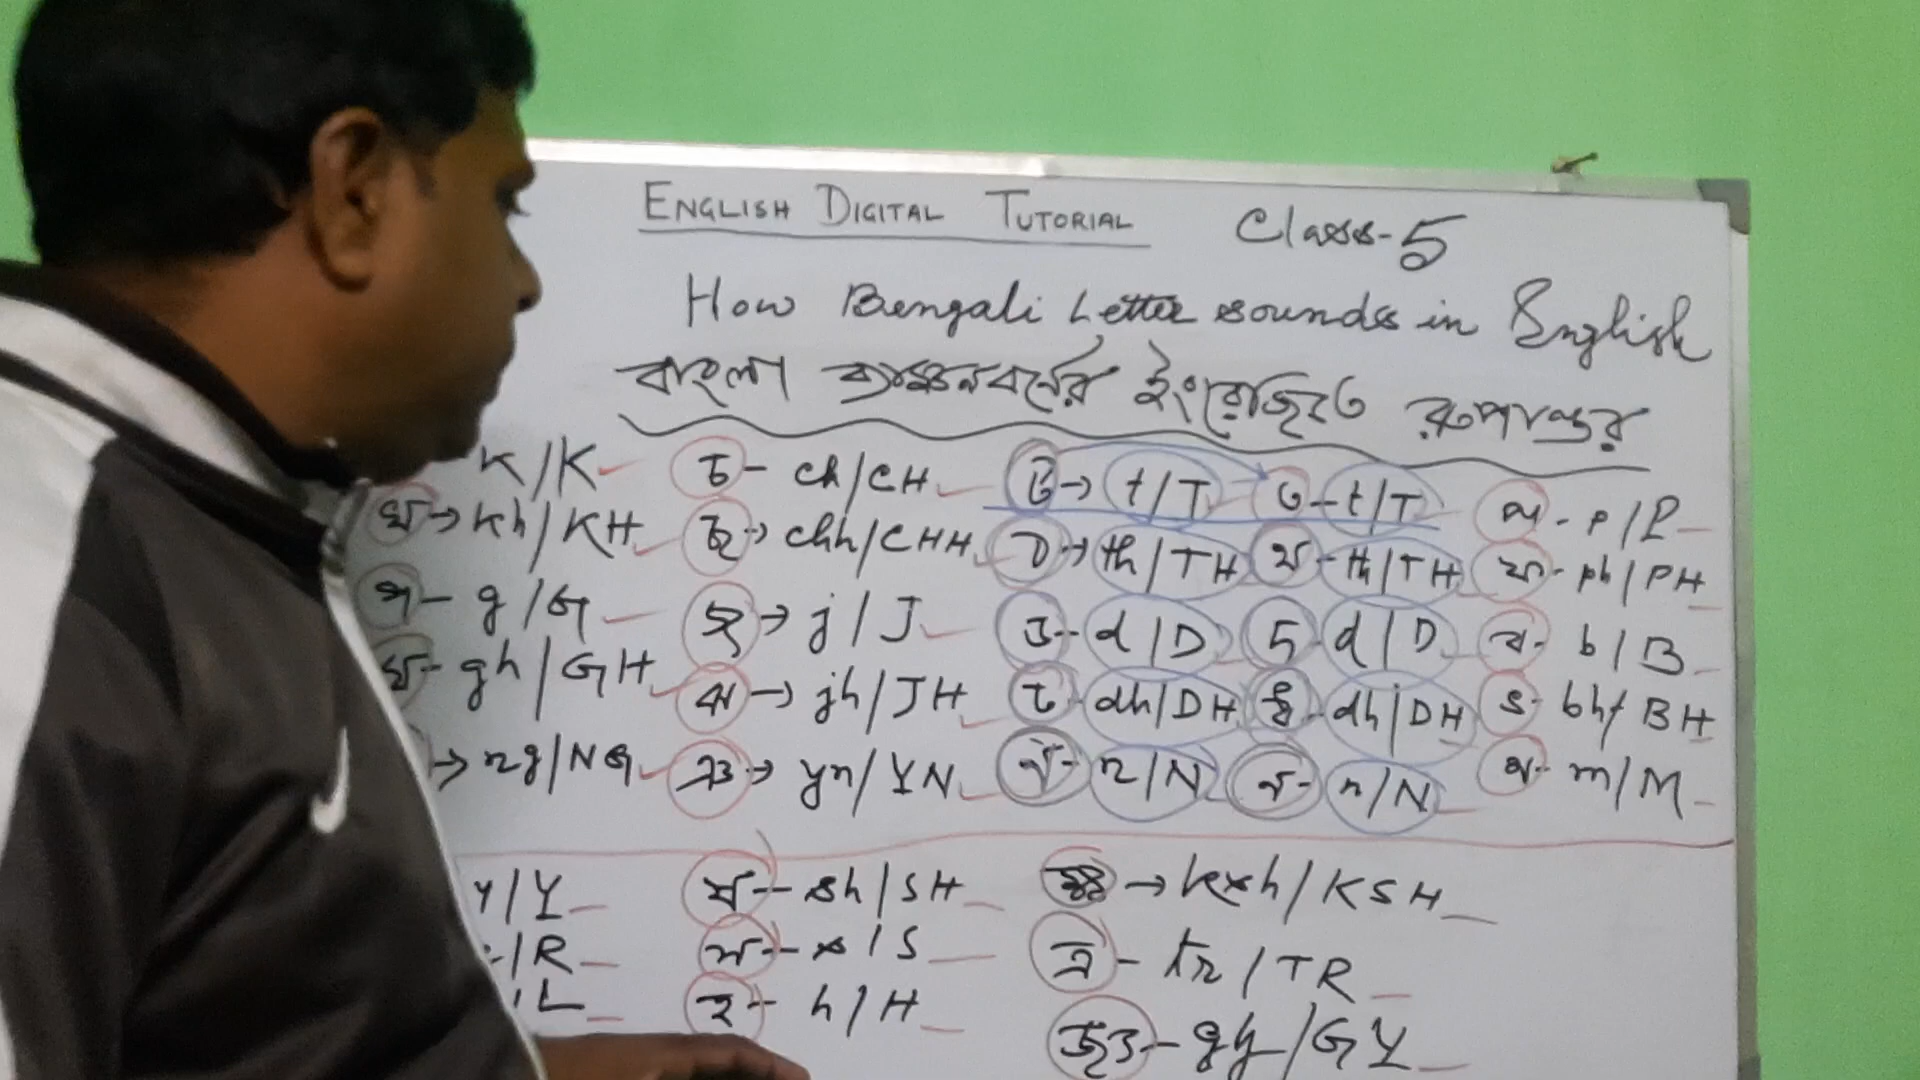 ENGLISH DIGITAL TUTORIAL Class-5
How Bengali Letter sounds in English
বাংলা ব্যঞ্জনবর্নের ইংরেজিতে রূপান্তর
K/K চ- ch/CH ট→ t/T ত-t/T প- p/P
খ→kh/KH ছ→ chh/CHH ঠ→th/TH থ-th/TH ফ- ph/PH
গ- g/G জ→ j/J ড- d/D দ- d/D ব- b/B
ঘ- gh/GH ঝ→ jh/JH ঢ- dh/DH ধ-dh/DH ভ- bh/BH
→ng/NG ঞ→ yn/YN ণ- n/N ন- n/N ম- m/M
Y/Y ষ- sh/SH ক্ষ→ksh/KSH
/R স- s/S ত্র- tr/TR
/L হ- h/H জ্ঞ- gy/GY